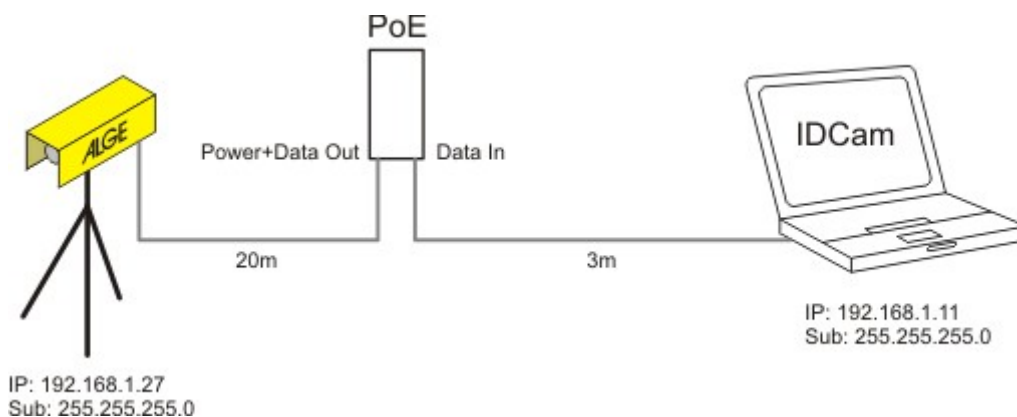 PoE
ALGE
IDCam
Power+Data Out
Data In
20m
3m
IP: 192.168.1.11
Sub: 255.255.255.0
IP: 192.168.1.27
Sub: 255.255.255.0